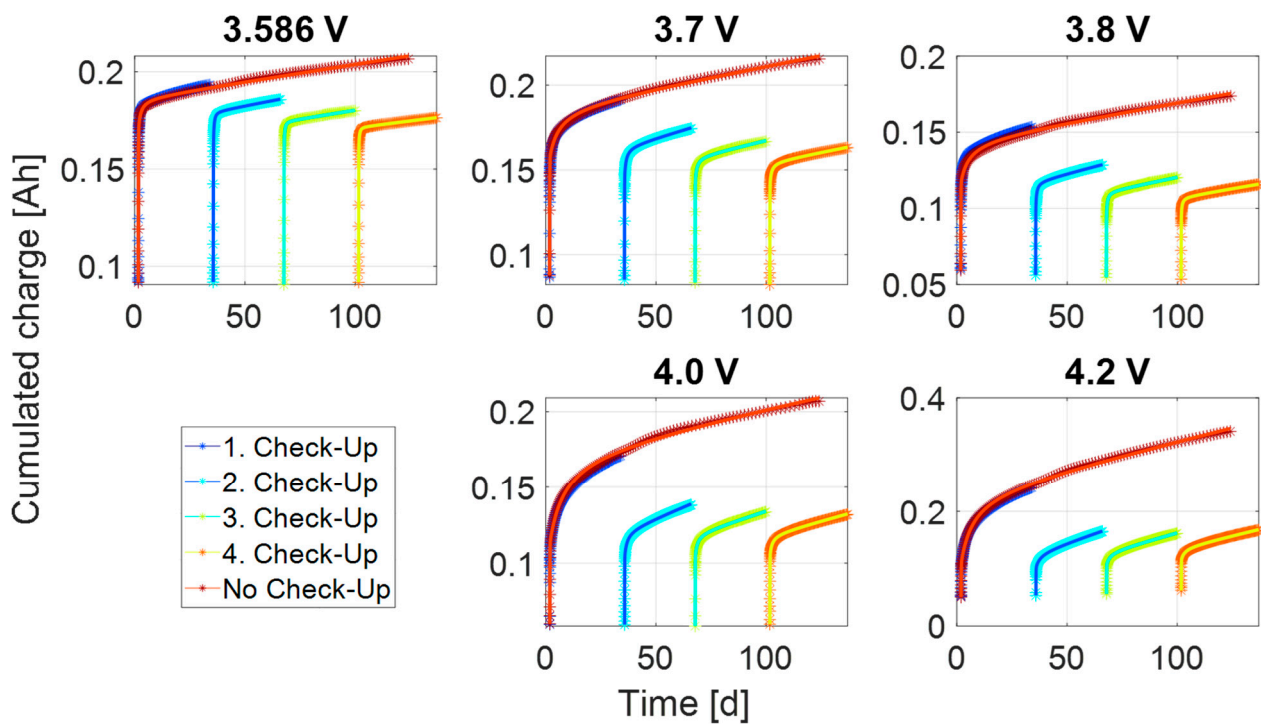 3.586 V
3.7 V
3.8 V
0.2
0.15
0.1
0 50 100
0.2
0.15
0.1
0 50 100
0.2
0.15
0.1
0.05
0 50 100
4.0 V
4.2 V
0.2
0.15
0.1
0 50 100
0.4
0.2
0
0 50 100
Cumulated charge [Ah]
Time [d]
1. Check-Up
2. Check-Up
3. Check-Up
4. Check-Up
No Check-Up